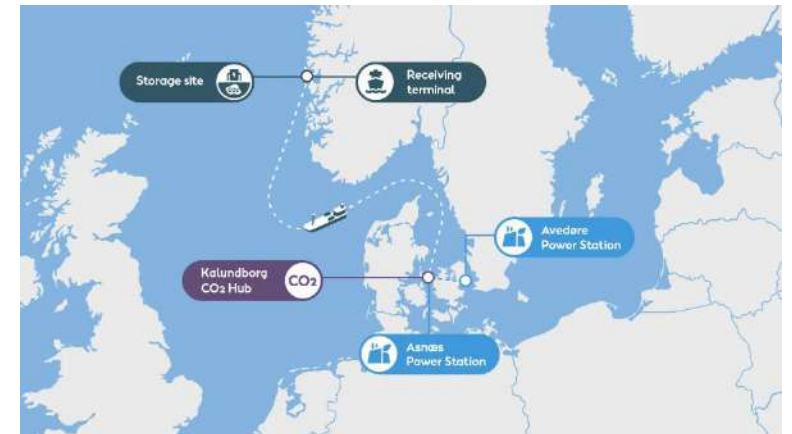 Storage site
Receiving
terminal
Avedøre
Power Station
Kalundborg
CO2 Hub
CO2
Asnæs
Power Station